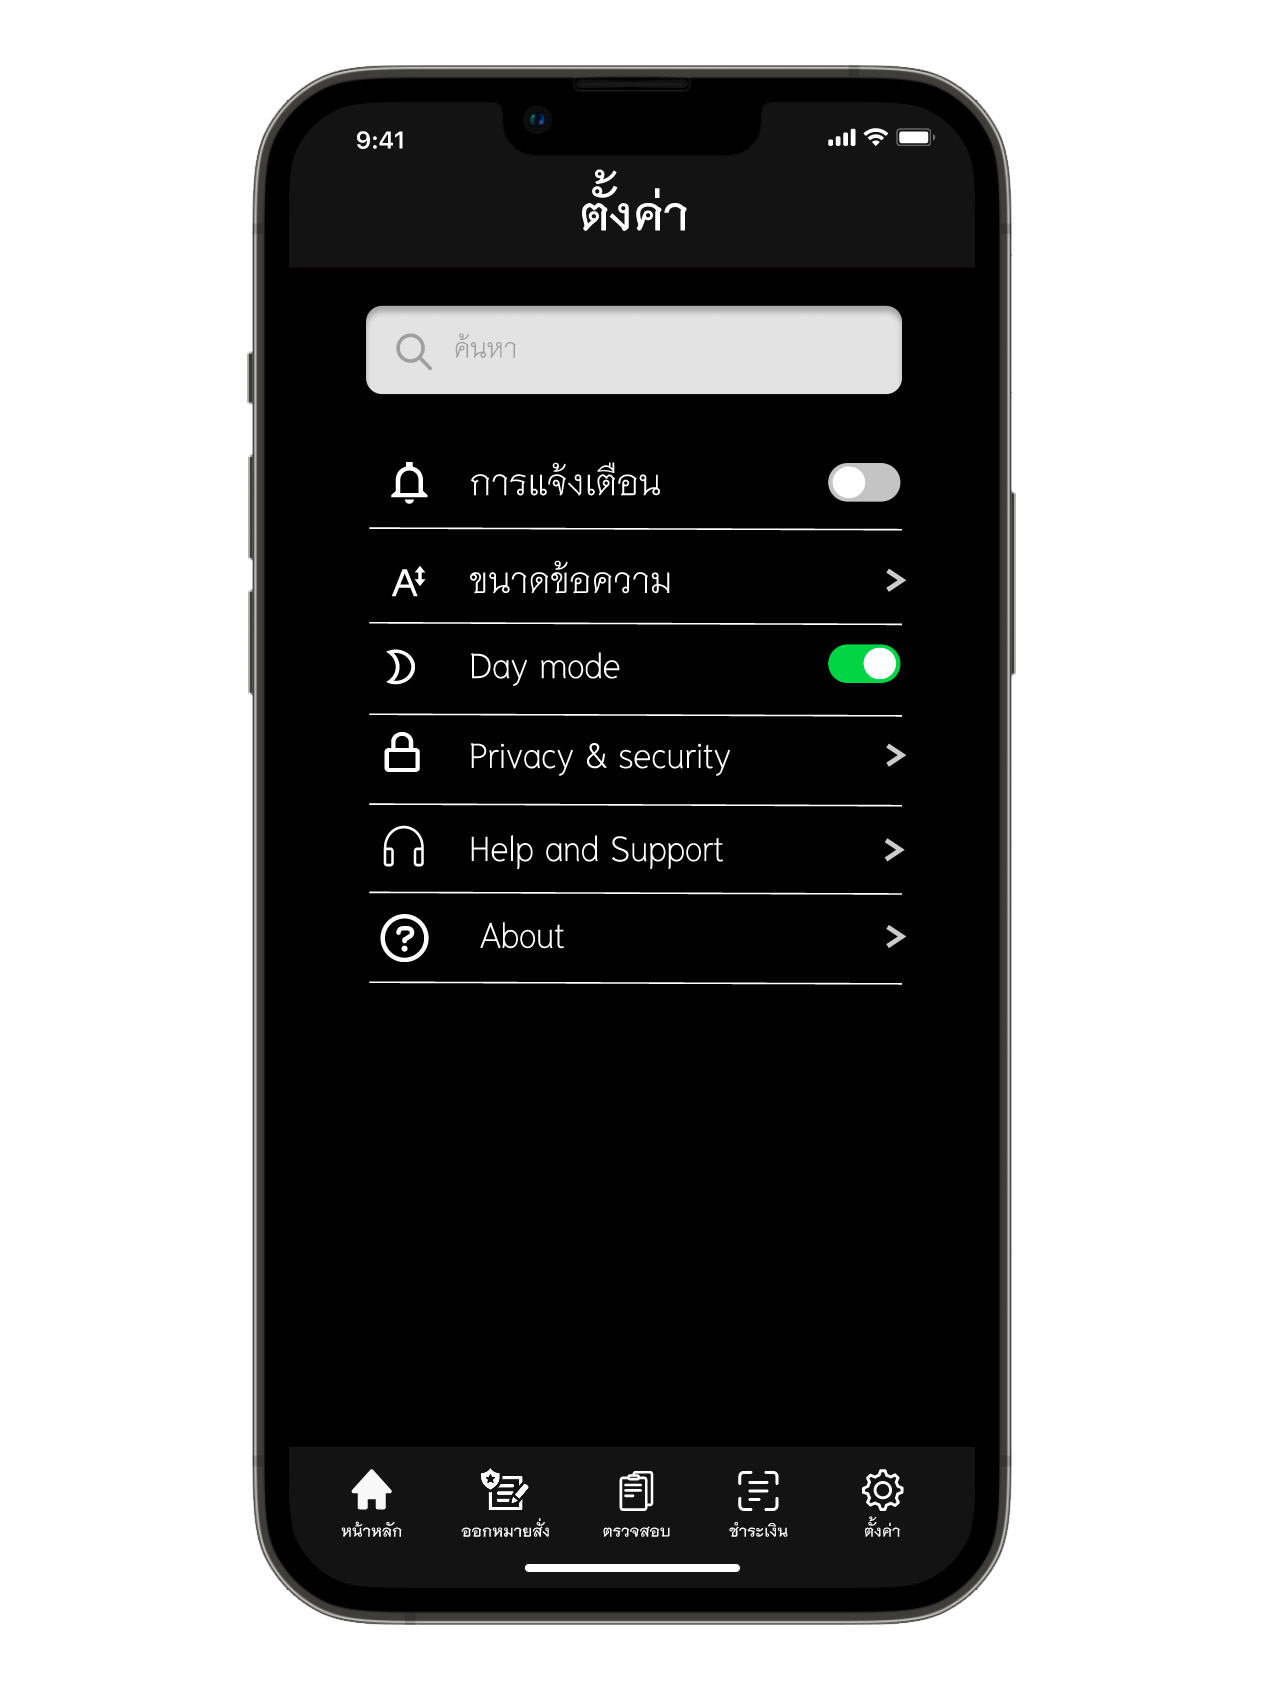 9:41
ตั้งค่า
ค้นหา
การแจ้งเตือน
ขนาดข้อความ
Day mode
Privacy & security
Help and Support
About
หน้าหลัก ออกหมายสั่ง ตรวจสอบ ชำระเงิน ตั้งค่า